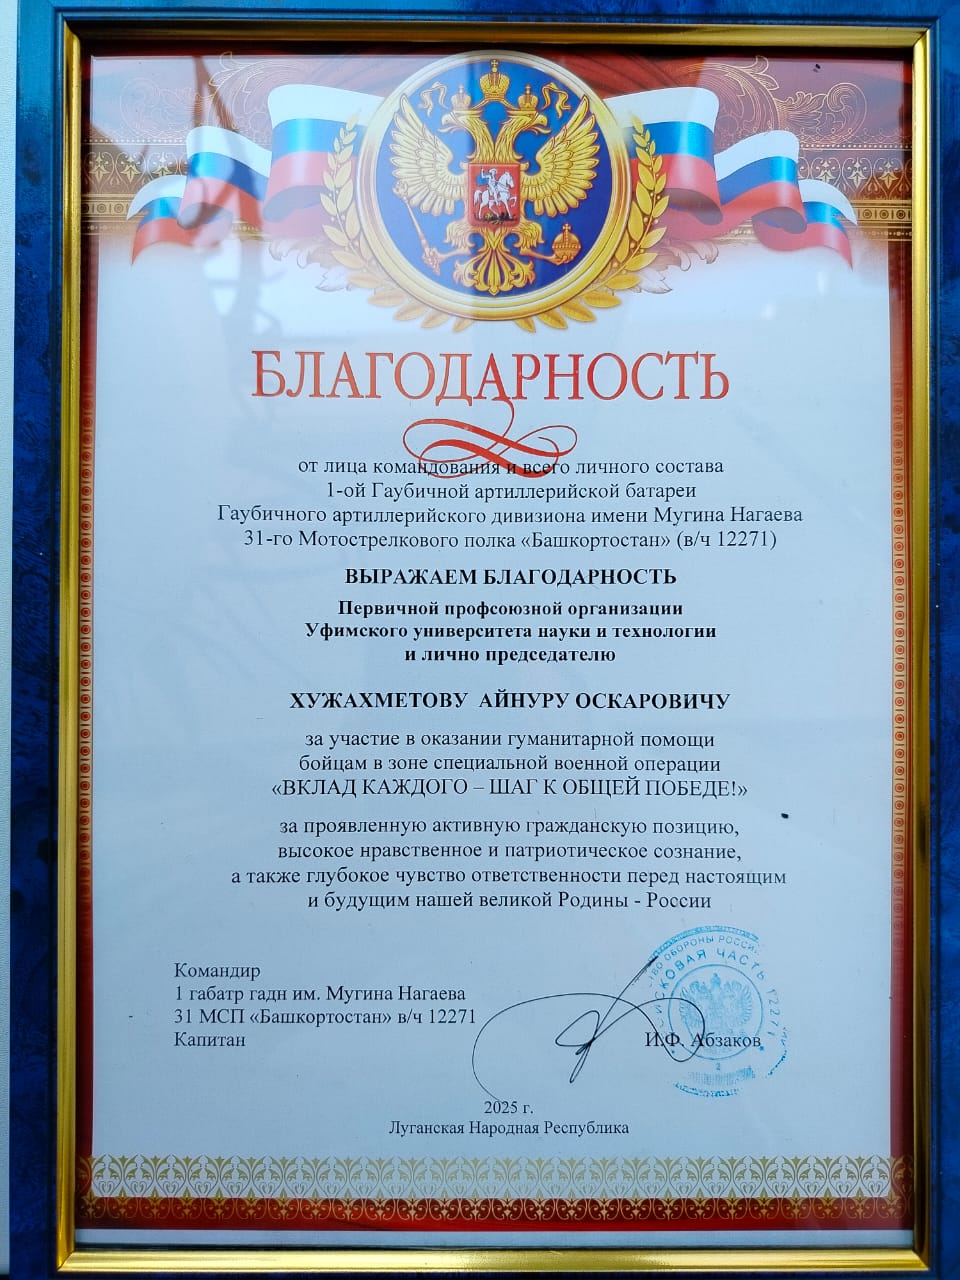 БЛАГОДАРНОСТЬ
от лица командования и всего личного состава
1-ой Гаубичной артиллерийской батареи
Гаубичного артиллерийского дивизиона имени Мугина Нагаева
31-го Мотострелкового полка «Башкортостан» (в/ч 12271)
ВЫРАЖАЕМ БЛАГОДАРНОСТЬ
Первичной профсоюзной организации
Уфимского университета науки и технологии
и лично председателю
ХУЖАХМЕТОВУ АЙНУРУ ОСКАРОВИЧУ
за участие в оказании гуманитарной помощи
бойцам в зоне специальной военной операции
«ВКЛАД КАЖДОГО – ШАГ К ОБЩЕЙ ПОБЕДЕ!»
за проявленную активную гражданскую позицию,
высокое нравственное и патриотическое сознание,
а также глубокое чувство ответственности перед настоящим
и будущим нашей великой Родины - России
Командир
1 габатр гадн им. Мугина Нагаева
31 МСП «Башкортостан» в/ч 12271
Капитан
И.Ф. Абзаков
ОБОРОНЫ
ЧАСТЬ 12271
2
2025 г.
Луганская Народная Республика